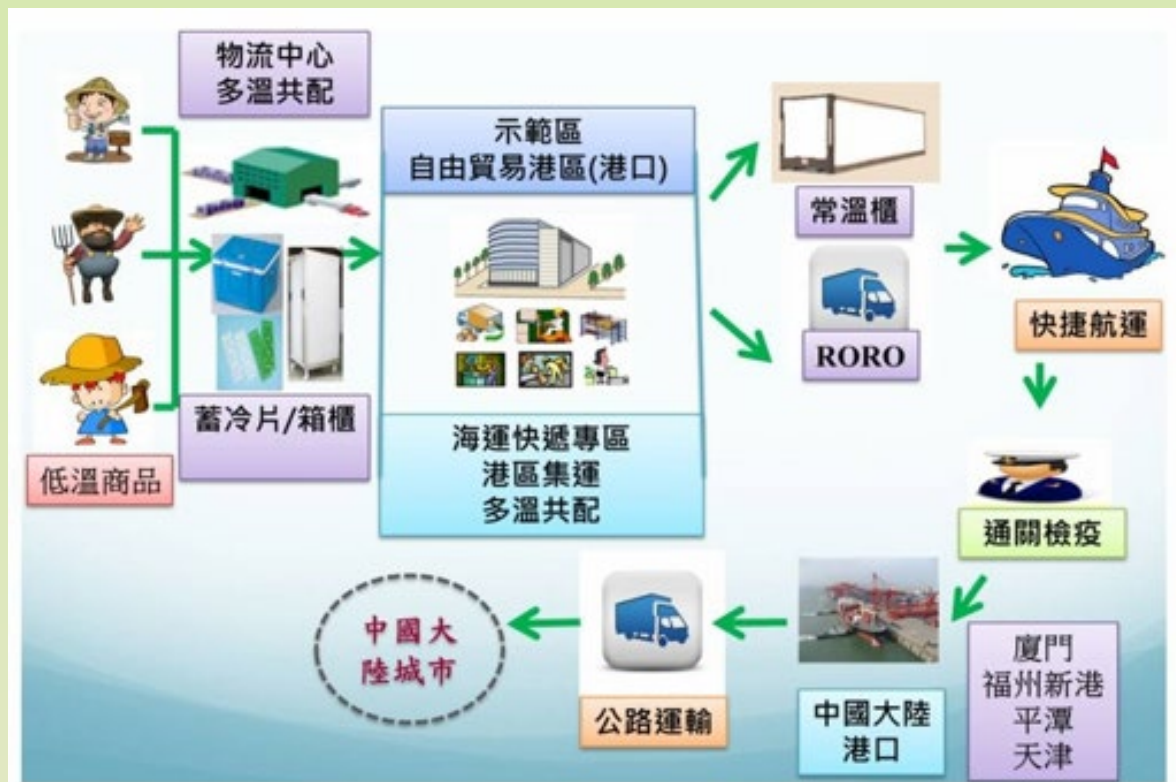 物流中心
多溫共配
示範區
自由貿易港區(港口)
常溫櫃
RORO
快捷航運
蓄冷片/箱櫃
低溫商品
海運快遞專區
港區集運
多溫共配
通關檢疫
中國大
陸城市
公路運輸
中國大陸
港口
廈門
福州新港
平潭
天津